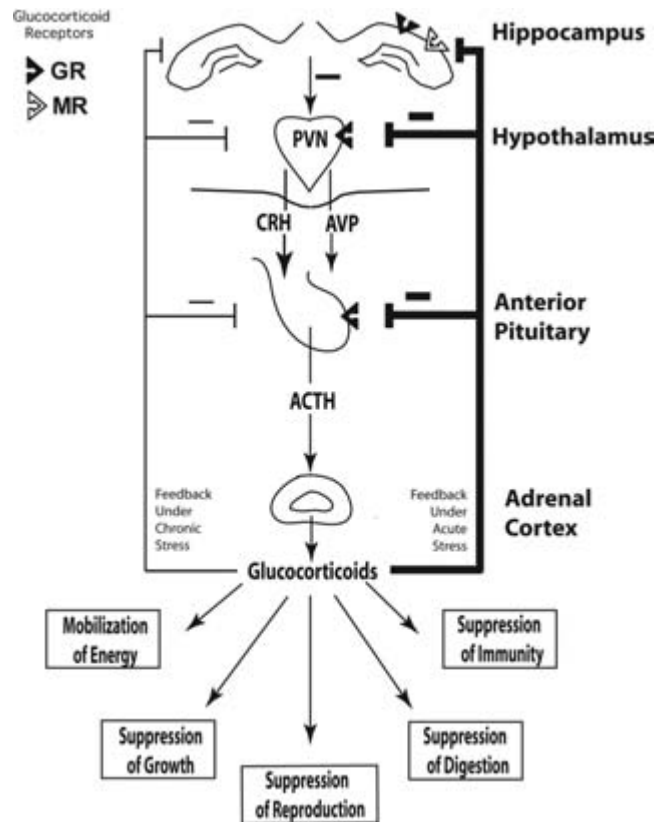 Glucocorticoid
Receptors
GR
MR
Hippocampus
PVN
Hypothalamus
CRH
AVP
Anterior
Pituitary
ACTH
Feedback
Under
Chronic
Stress
Feedback
Under
Acute
Stress
Adrenal
Cortex
Glucocorticoids
Mobilization
of Energy
Suppression
of Immunity
Suppression
of Growth
Suppression
of Digestion
Suppression
of Reproduction